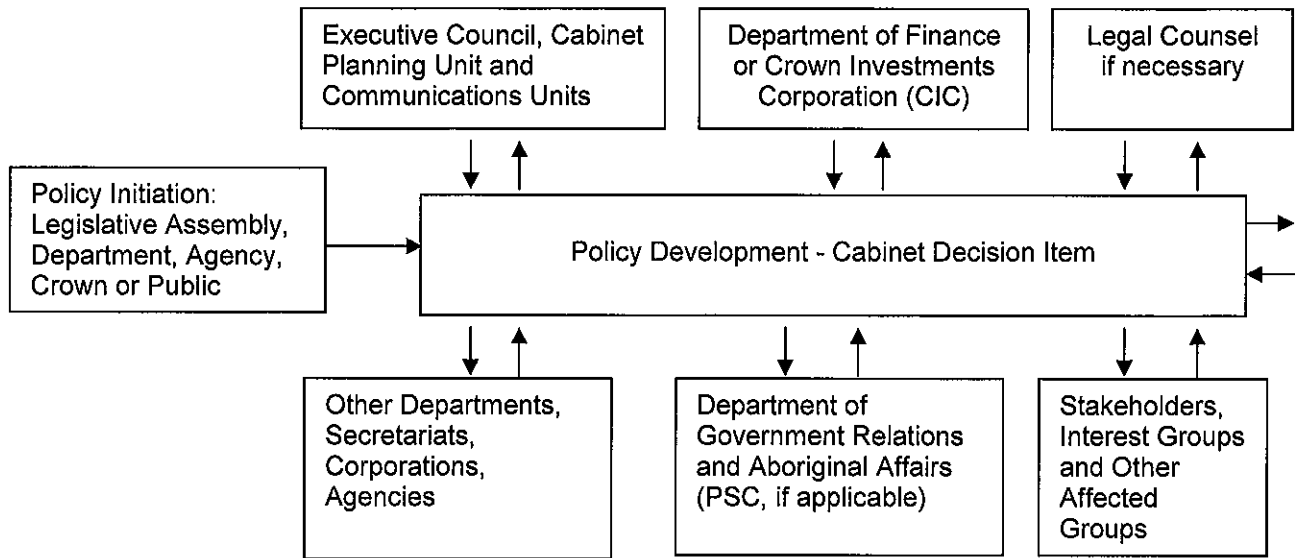 Executive Council, Cabinet
Planning Unit and
Communications Units
Department of Finance
or Crown Investments
Corporation (CIC)
Legal Counsel
if necessary
Policy Initiation:
Legislative Assembly,
Department, Agency,
Crown or Public
Policy Development - Cabinet Decision Item
Other Departments,
Secretariats,
Corporations,
Agencies
Department of
Government Relations
and Aboriginal Affairs
(PSC, if applicable)
Stakeholders,
Interest Groups
and Other
Affected
Groups